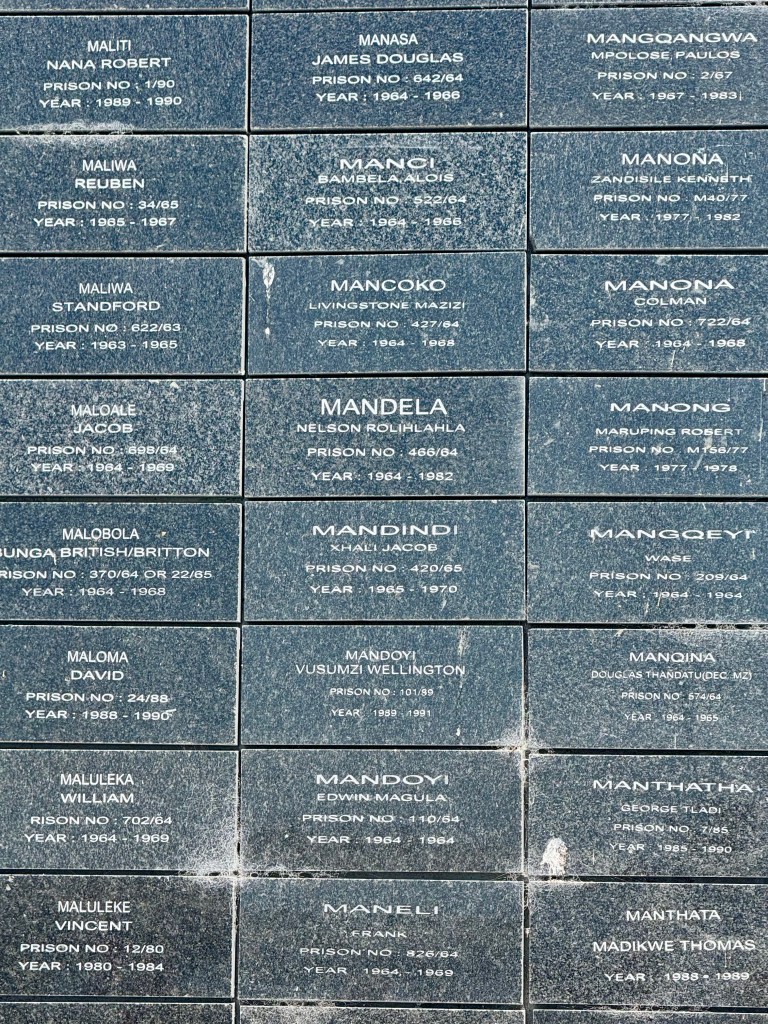 MALITI
NANA ROBERT
PRISON NO : 1/90
YEAR : 1989 - 1990
MANASA
JAMES DOUGLAS
PRISON NO : 642/64
YEAR : 1964 - 1966
MANGQANGWA
MPOLOSE PAULOS
PRISON NO : 2/67
YEAR : 1967 - 1983
MALIWA
REUBEN
PRISON NO : 34/65
YEAR : 1965 - 1967
MANCI
BAMBELA ALOIS
PRISON NO : 522/64
YEAR : 1964 - 1966
MANONA
ZANDISILE KENNETH
PRISON NO : M40/77
YEAR : 1977 - 1982
MALIWA
STANDFORD
PRISON NO : 622/63
YEAR : 1963 - 1965
MANCOKO
LIVINGSTONE MAZIZI
PRISON NO : 427/64
YEAR : 1964 - 1968
MANONA
COLMAN
PRISON NO : 722/64
YEAR : 1964 - 1968
MALOALE
JACOB
PRISON NO : 698/64
YEAR : 1964 - 1969
MANDELA
NELSON ROLIHLAHLA
PRISON NO : 466/64
YEAR : 1964 - 1982
MANONG
MARUPING ROBERT
PRISON NO : M156/77
YEAR : 1977 - 1978
MALOBOLA
BUNGA BRITISH/BRITTON
RISON NO : 370/64 OR 22/65
YEAR : 1964 - 1968
MANDINDI
XHALI JACOB
PRISON NO : 420/65
YEAR : 1965 - 1970
MANGQEYI
WASE
PRISON NO : 209/64
YEAR : 1964 - 1964
MALOMA
DAVID
PRISON NO : 24/88
YEAR : 1988 - 1990
MANDOYI
VUSUMZI WELLINGTON
PRISON NO : 101/89
YEAR : 1989 - 1991
MANQINA
DOUGLAS THANDATU(DEC. MZ)
PRISON NO : 574/64
YEAR : 1964 - 1965
MALULEKA
WILLIAM
RISON NO : 702/64
YEAR : 1964 - 1969
MANDOYI
EDWIN MAGULA
PRISON NO : 110/64
YEAR : 1964 - 1964
MANTHATHA
GEORGE TLADI
PRISON NO : 7/85
YEAR : 1985 - 1990
MALULEKE
VINCENT
PRISON NO : 12/80
YEAR : 1980 - 1984
MANELI
FRANK
PRISON NO : 826/64
YEAR : 1964 - 1969
MANTHATA
MADIKWE THOMAS
YEAR : 1988 - 1989